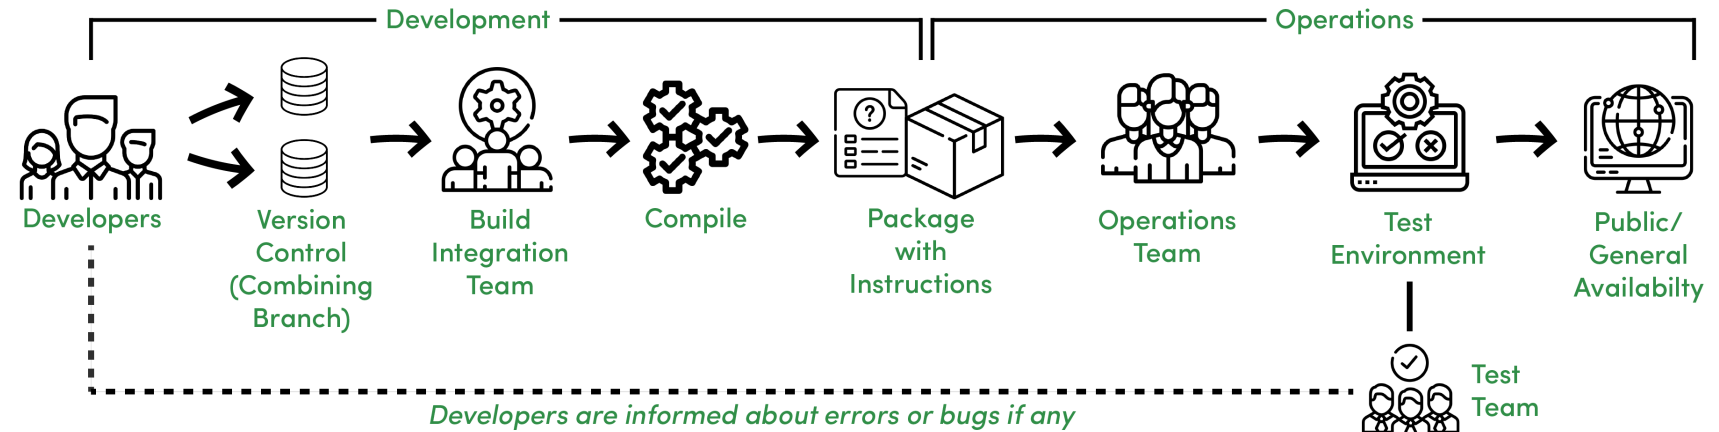 Development
Operations
Developers
Version
Control
(Combining
Branch)
Build
Integration
Team
Compile
Package
with
Instructions
Operations
Team
Test
Environment
Public/
General
Availabilty
Test
Team
Developers are informed about errors or bugs if any